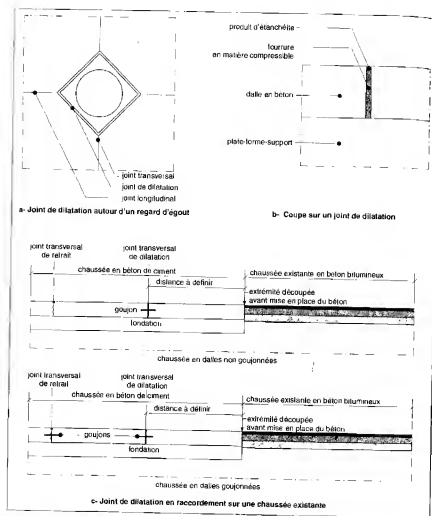 produit d'étanchéité
fourrure
en matière compressible
dalle en béton
plate-forme-support
joint transversal
joint de dilatation
joint longitudinal
a- Joint de dilatation autour d'un regard d'égout
b- Coupe sur un joint de dilatation
joint transversal
de retrait
joint transversal
de dilatation
chaussée en béton de ciment
chaussée existante en béton bitumineux
distance à définir
extrémité découpée
avant mise en place du béton
goujon
fondation
chaussée en dalles non goujonnées
joint transversal
de retrait
joint transversal
de dilatation
chaussée en béton de ciment
chaussée existante en béton bitumineux
distance à définir
extrémité découpée
avant mise en place du béton
goujons
fondation
chaussée en dalles goujonnées
c- Joint de dilatation en raccordement sur une chaussée existante